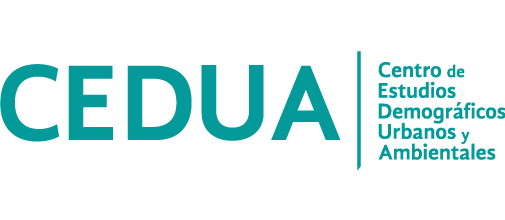 CEDUA
Centro de
Estudios
Demográficos
Urbanos y
Ambientales